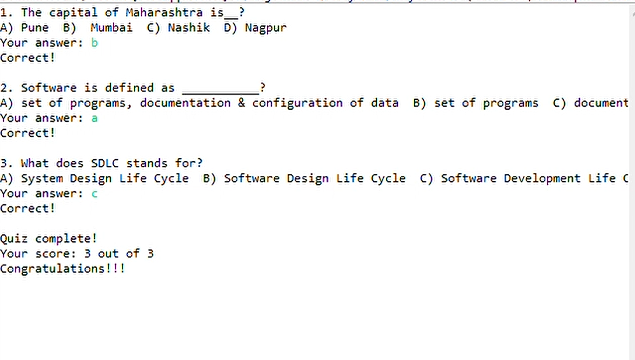 1. The capital of Maharashtra is__?
A) Pune  B)  Mumbai  C) Nashik  D) Nagpur
Your answer: b
Correct!
2. Software is defined as ___________?
A) set of programs, documentation & configuration of data  B) set of programs  C) document
Your answer: a
Correct!
3. What does SDLC stands for?
A) System Design Life Cycle  B) Software Design Life Cycle  C) Software Development Life C
Your answer: c
Correct!
Quiz complete!
Your score: 3 out of 3
Congratulations!!!